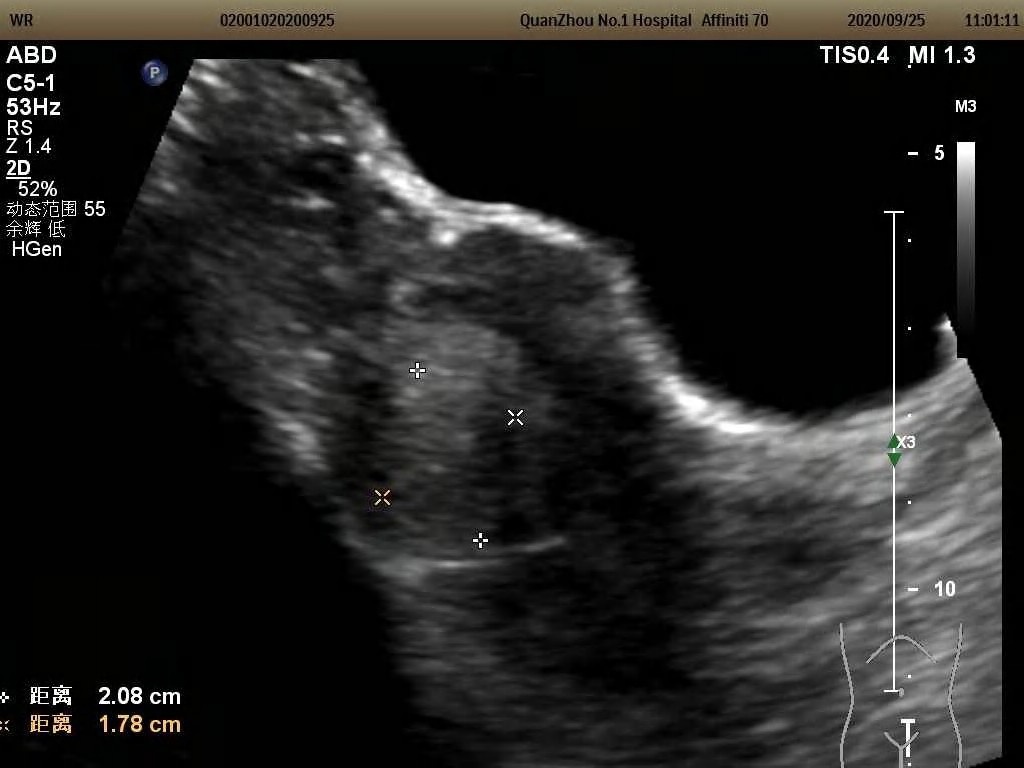 WR 02001020200925 QuanZhou No.1 Hospital Affiniti 70 2020/09/25 11:01:11
ABD TIS0.4 MI 1.3
C5-1
53Hz M3
RS
Z 1.4
2D
52% 5
动态范围 55
余辉 低
HGen
P
X3
10
距离 2.08 cm
距离 1.78 cm